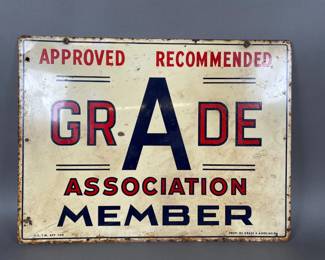 APPROVED RECOMMENDED
GRADE
ASSOCIATION
MEMBER